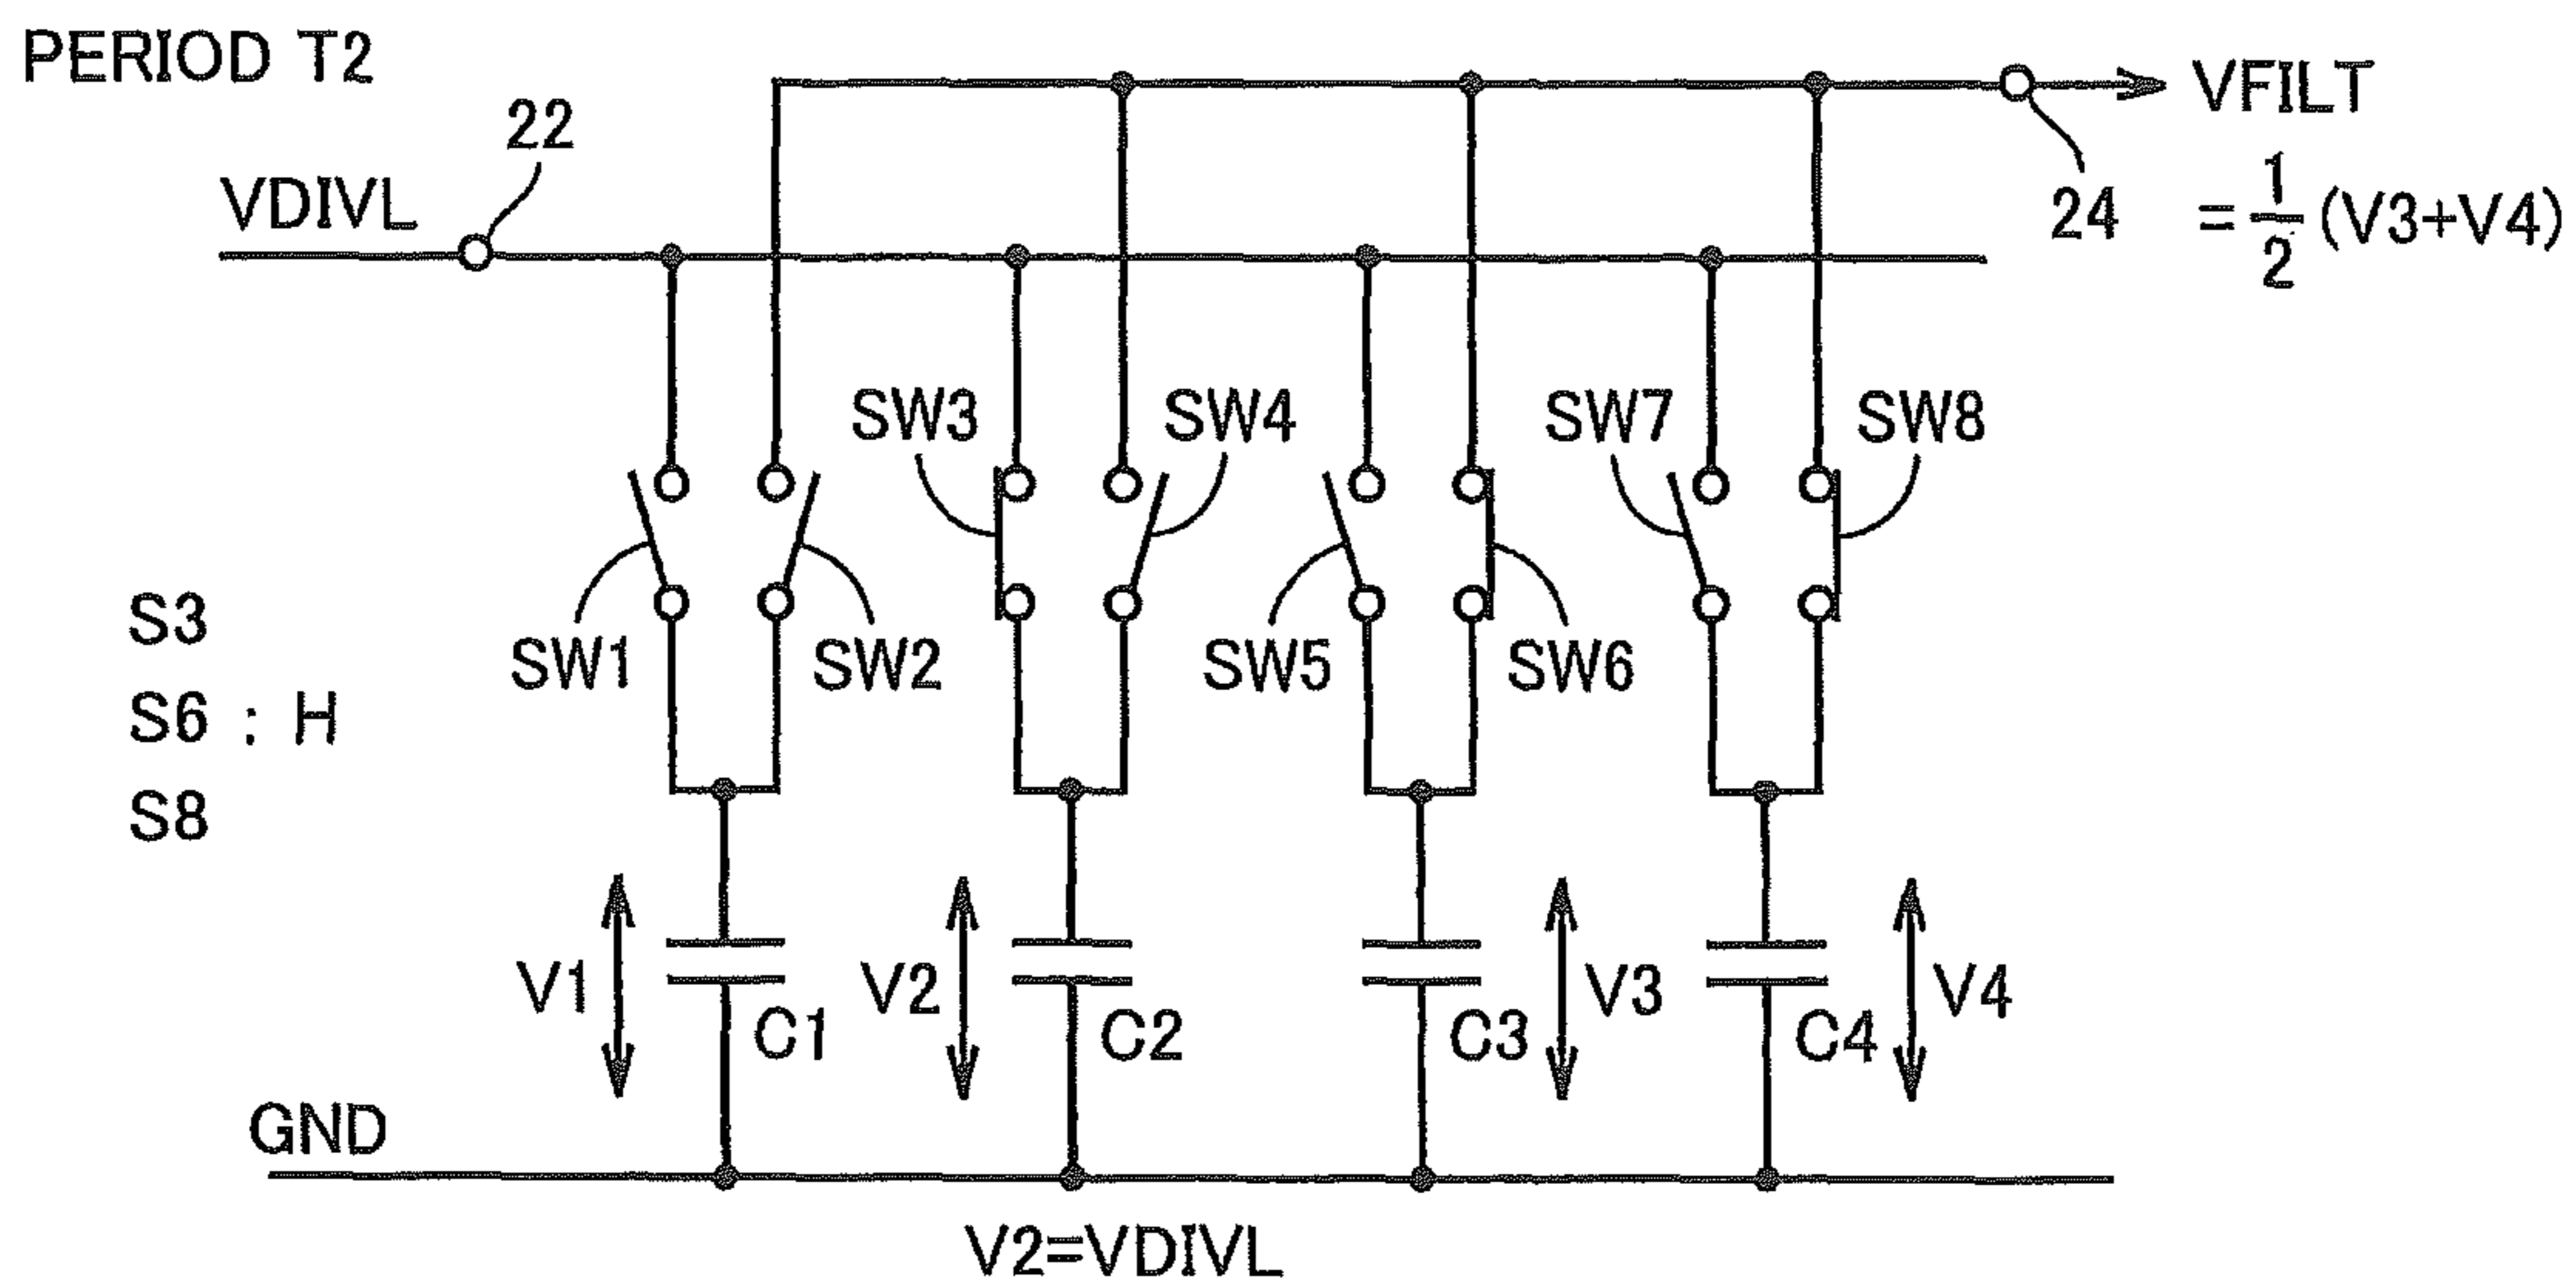 PERIOD T2
22
VFILT
VDIVL
24
= 1/2 (V3+V4)
SW3
SW4
SW7
SW8
S3
SW1
SW2
SW5
SW6
S6 : H
S8
V1
V2
V3
V4
C1
C2
C3
C4
GND
V2=VDIVL